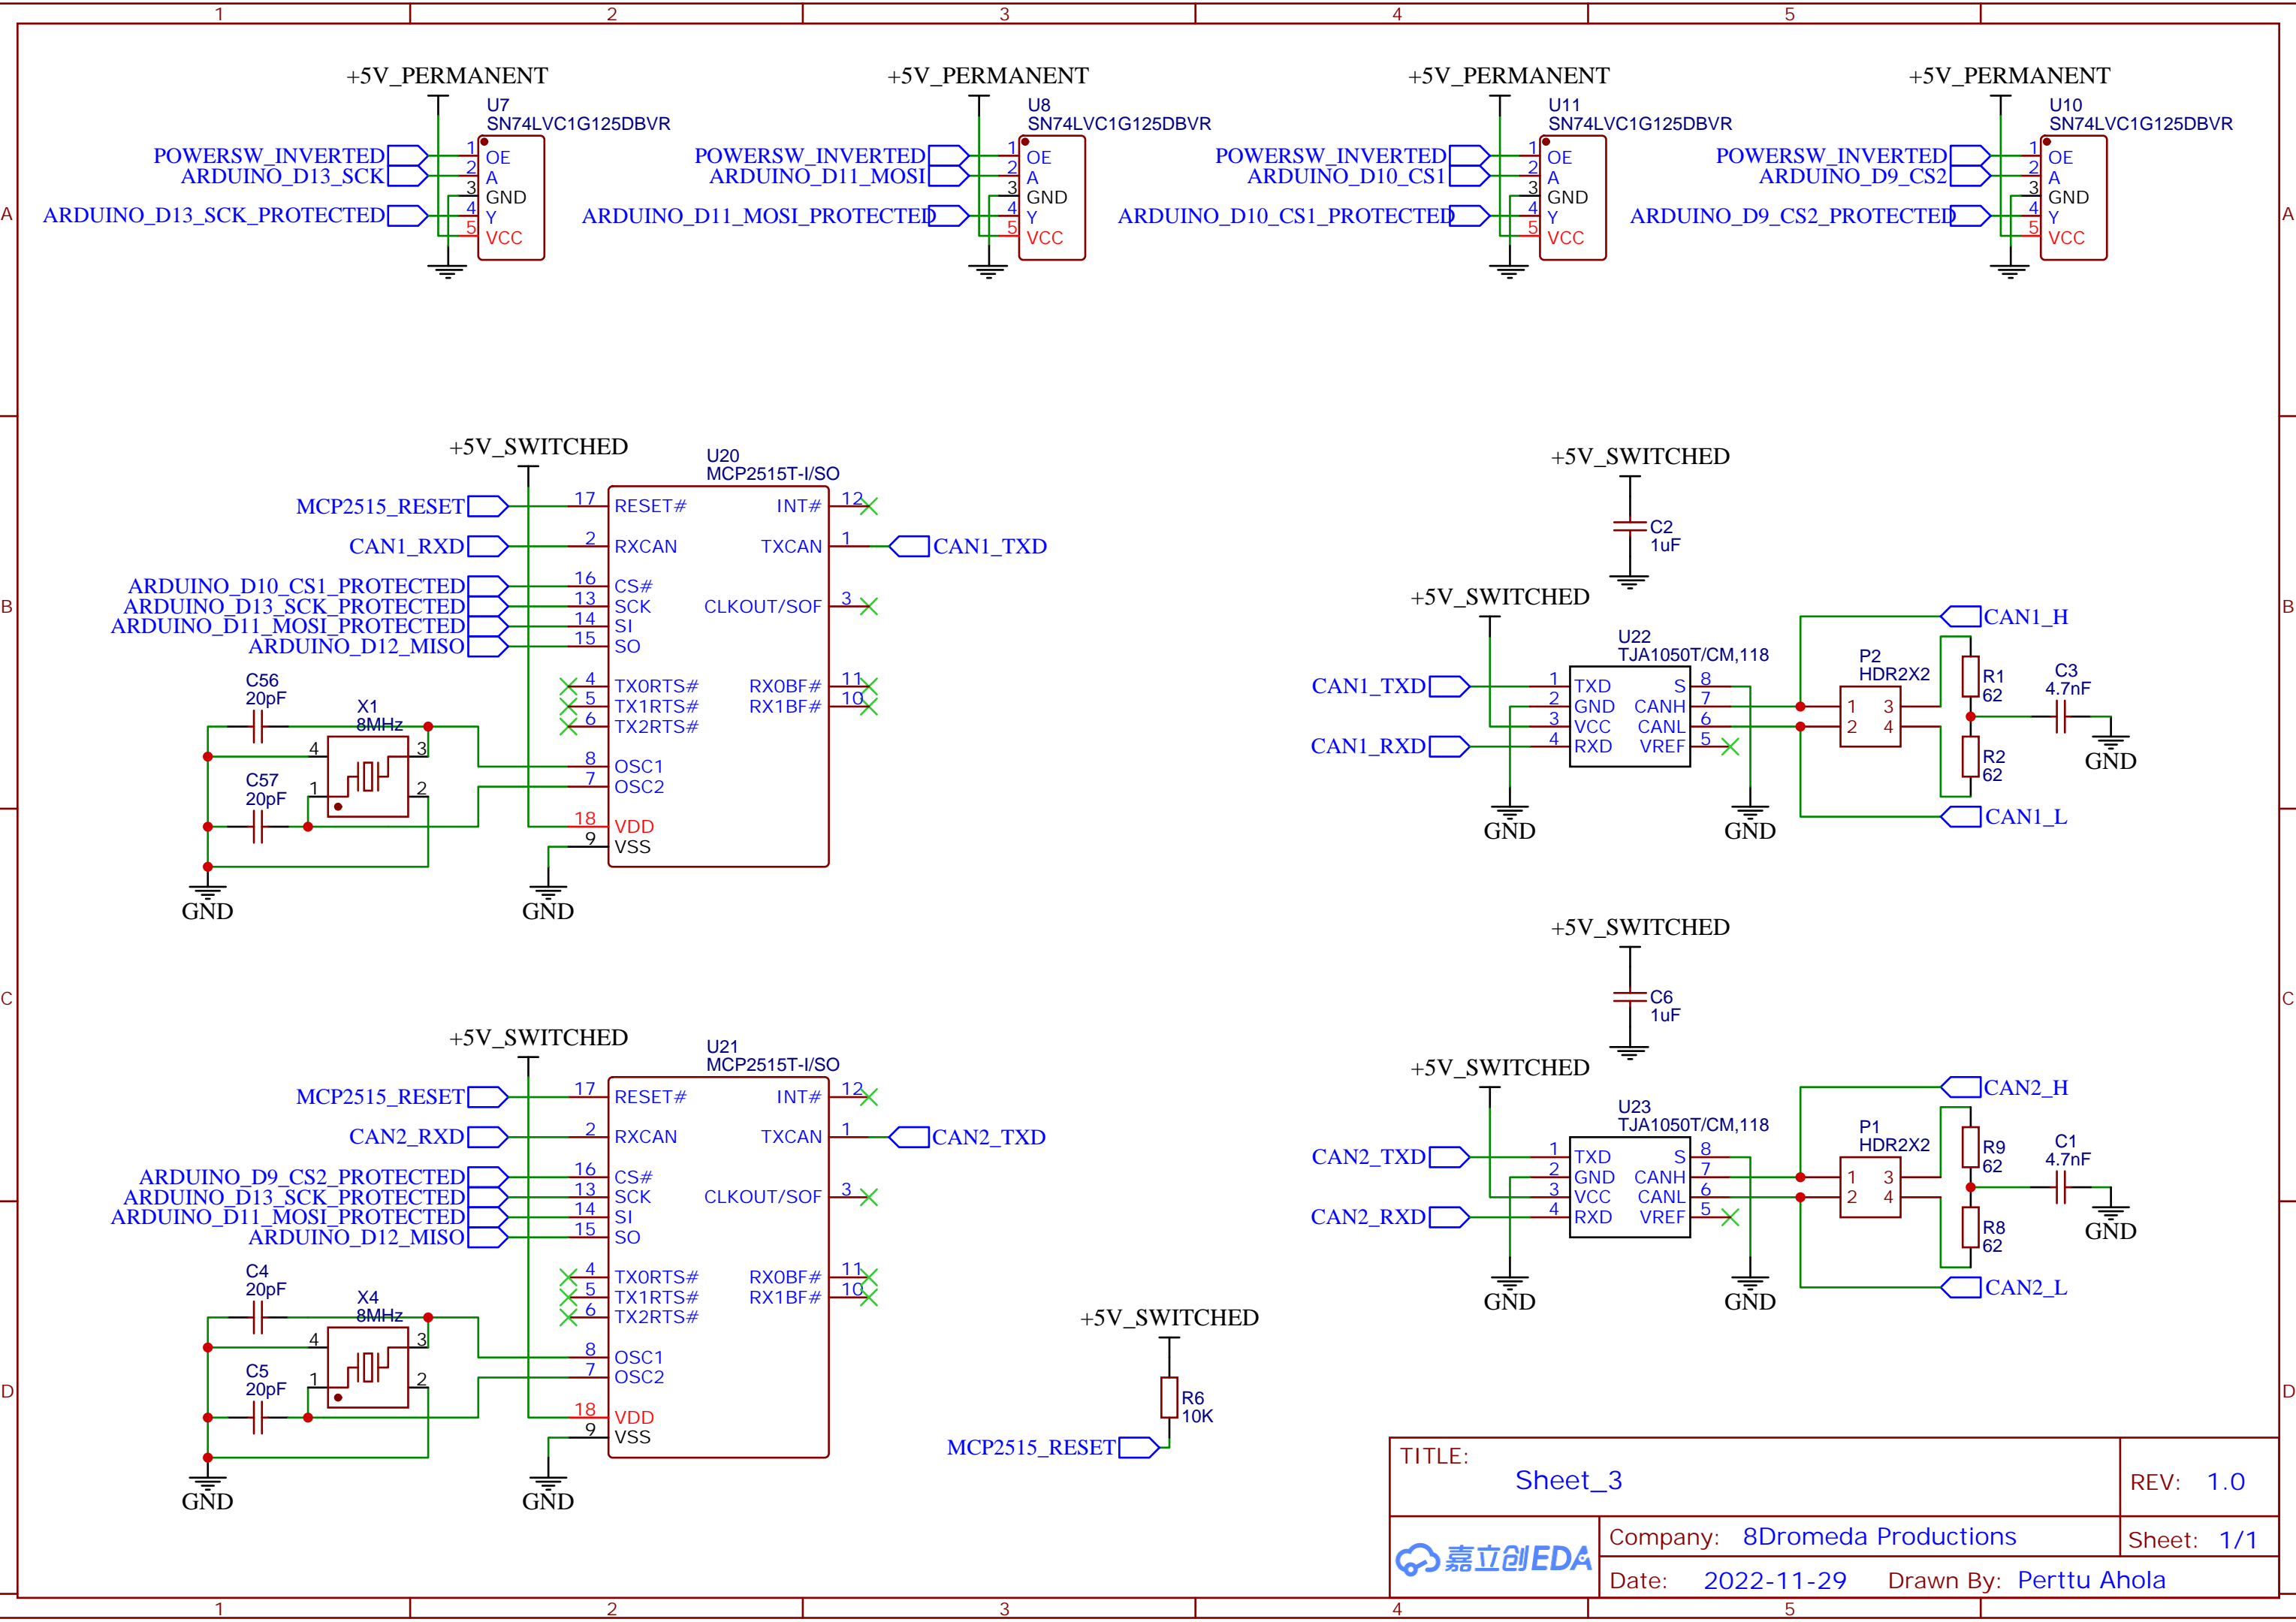 1 2 3 4 5
A
A
B
B
C
C
D
D
+5V_PERMANENT
U7
SN74LVC1G125DBVR
POWERSW_INVERTED
ARDUINO_D13_SCK
ARDUINO_D13_SCK_PROTECTED
1 OE
2 A
3 GND
4 Y
5 VCC
+5V_PERMANENT
U8
SN74LVC1G125DBVR
POWERSW_INVERTED
ARDUINO_D11_MOSI
ARDUINO_D11_MOSI_PROTECTED
1 OE
2 A
3 GND
4 Y
5 VCC
+5V_PERMANENT
U11
SN74LVC1G125DBVR
POWERSW_INVERTED
ARDUINO_D10_CS1
ARDUINO_D10_CS1_PROTECTED
1 OE
2 A
3 GND
4 Y
5 VCC
+5V_PERMANENT
U10
SN74LVC1G125DBVR
POWERSW_INVERTED
ARDUINO_D9_CS2
ARDUINO_D9_CS2_PROTECTED
1 OE
2 A
3 GND
4 Y
5 VCC
+5V_SWITCHED
U20
MCP2515T-I/SO
MCP2515_RESET 17 RESET# INT# 12
CAN1_RXD 2 RXCAN TXCAN 1 CAN1_TXD
ARDUINO_D10_CS1_PROTECTED 16 CS#
ARDUINO_D13_SCK_PROTECTED 13 SCK CLKOUT/SOF 3
ARDUINO_D11_MOSI_PROTECTED 14 SI
ARDUINO_D12_MISO 15 SO
4 TX0RTS# RX0BF# 11
5 TX1RTS# RX1BF# 10
6 TX2RTS#
8 OSC1
7 OSC2
18 VDD
9 VSS
C56
20pF
X1
8MHz
4 3
C57
20pF
1 2
GND
GND
+5V_SWITCHED
C2
1uF
+5V_SWITCHED
U22
TJA1050T/CM,118
CAN1_TXD 1 TXD S 8
2 GND CANH 7
3 VCC CANL 6
CAN1_RXD 4 RXD VREF 5
GND
GND
CAN1_H
P2
HDR2X2
1 3
2 4
R1
62
R2
62
C3
4.7nF
GND
CAN1_L
+5V_SWITCHED
U21
MCP2515T-I/SO
MCP2515_RESET 17 RESET# INT# 12
CAN2_RXD 2 RXCAN TXCAN 1 CAN2_TXD
ARDUINO_D9_CS2_PROTECTED 16 CS#
ARDUINO_D13_SCK_PROTECTED 13 SCK CLKOUT/SOF 3
ARDUINO_D11_MOSI_PROTECTED 14 SI
ARDUINO_D12_MISO 15 SO
4 TX0RTS# RX0BF# 11
5 TX1RTS# RX1BF# 10
6 TX2RTS#
8 OSC1
7 OSC2
18 VDD
9 VSS
C4
20pF
X4
8MHz
4 3
C5
20pF
1 2
GND
GND
+5V_SWITCHED
R6
10K
MCP2515_RESET
+5V_SWITCHED
C6
1uF
+5V_SWITCHED
U23
TJA1050T/CM,118
CAN2_TXD 1 TXD S 8
2 GND CANH 7
3 VCC CANL 6
CAN2_RXD 4 RXD VREF 5
GND
GND
CAN2_H
P1
HDR2X2
1 3
2 4
R9
62
R8
62
C1
4.7nF
GND
CAN2_L
TITLE:
Sheet_3
REV: 1.0
嘉立创EDA
Company: 8Dromeda Productions
Sheet: 1/1
Date: 2022-11-29 Drawn By: Perttu Ahola
1 2 3 4 5